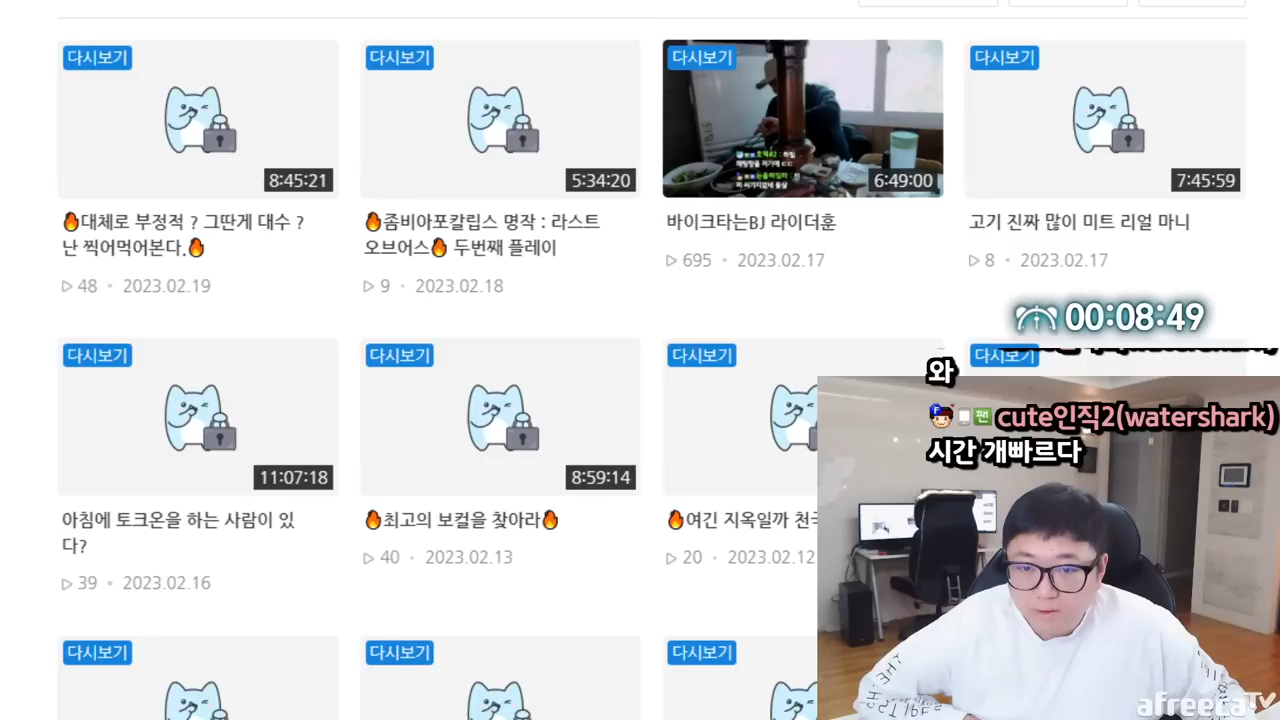 다시보기
8:45:21
다시보기
5:34:20
다시보기
6:49:00
다시보기
7:45:59
🔥대체로 부정적 ? 그딴게 대수 ?
난 찍어먹어본다.🔥
48 • 2023.02.19
🔥좀비아포칼립스 명작 : 라스트
오브어스🔥 두번째 플레이
9 • 2023.02.18
바이크타는BJ 라이더훈
695 • 2023.02.17
고기 진짜 많이 미트 리얼 마니
8 • 2023.02.17
00:08:49
다시보기
11:07:18
다시보기
8:59:14
다시보기
다시보기
와
cute인직2(watershark)
시간 개빠르다
아침에 토크온을 하는 사람이 있
다?
39 • 2023.02.16
🔥최고의 보컬을 찾아라🔥
40 • 2023.02.13
🔥여긴 지옥일까 천국
20 • 2023.02.12
다시보기
다시보기
다시보기
afreecaTV